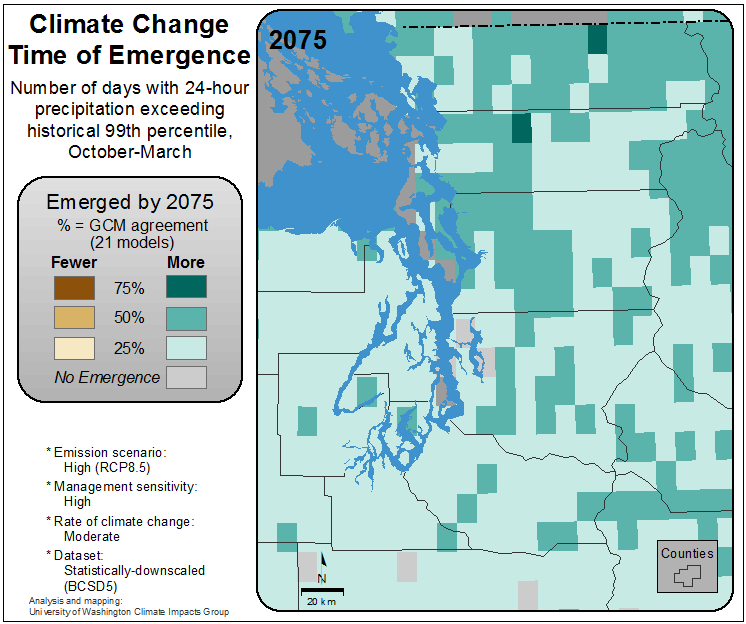 Climate Change
Time of Emergence
Number of days with 24-hour
precipitation exceeding
historical 99th percentile,
October-March
Emerged by 2075
% = GCM agreement
(21 models)
Fewer More
75%
50%
25%
No Emergence
* Emission scenario:
High (RCP8.5)
* Management sensitivity:
High
* Rate of climate change:
Moderate
* Dataset:
Statistically-downscaled
(BCSD5)
Analysis and mapping:
University of Washington Climate Impacts Group
2075
N
20 km
Counties